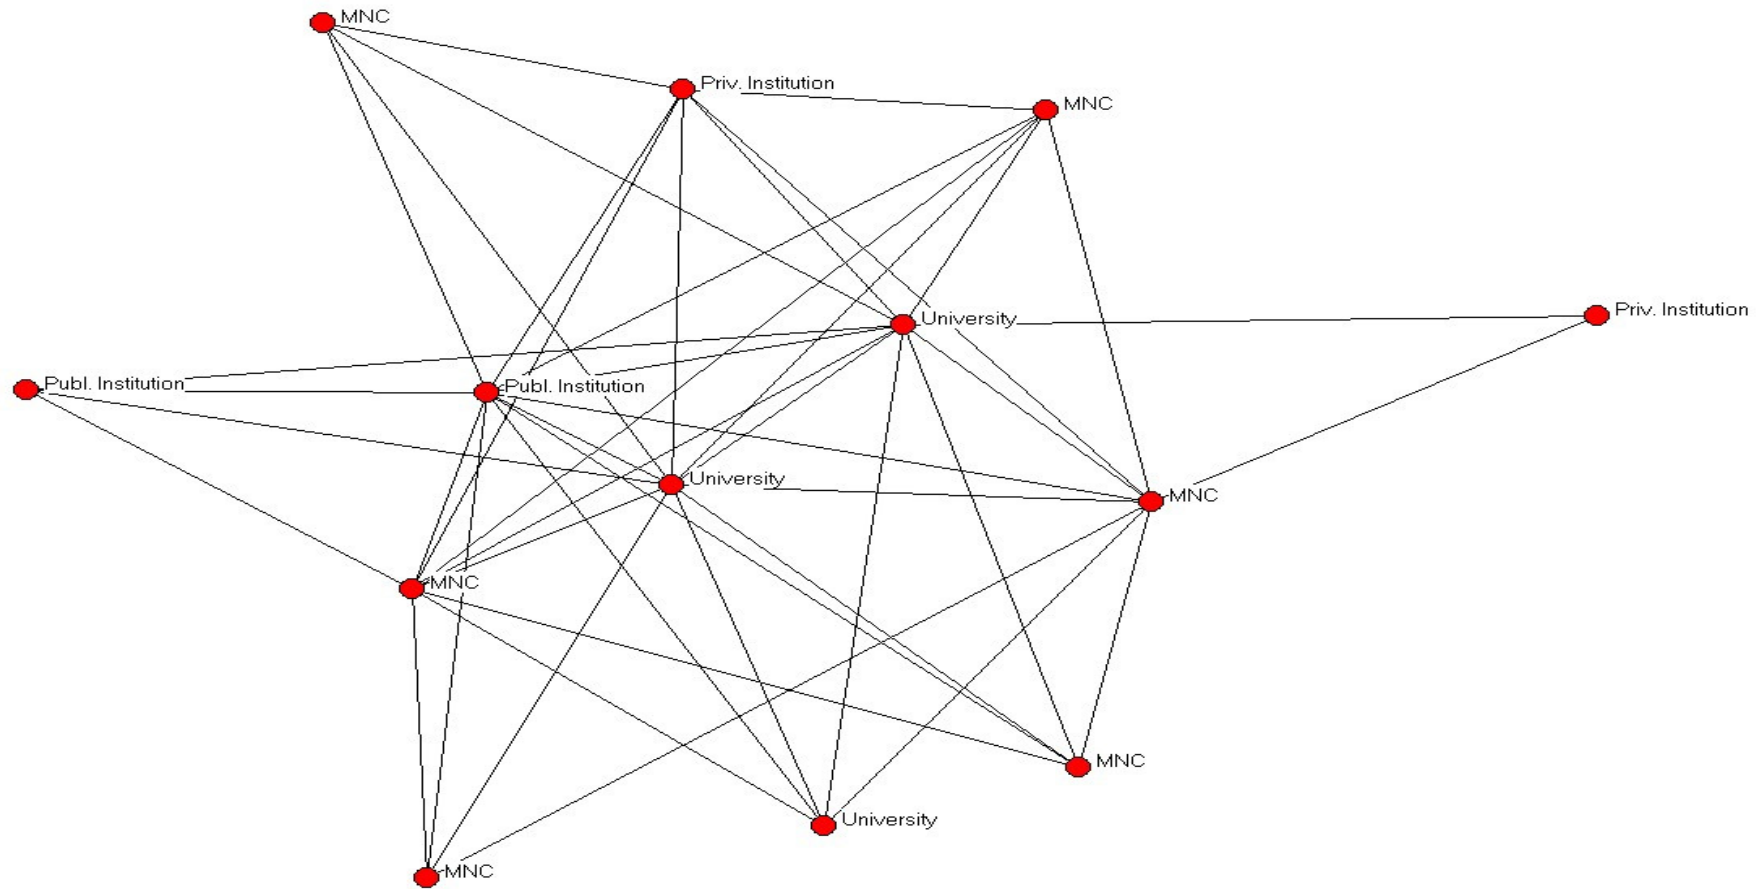 MNC
Priv. Institution
MNC
University
Priv. Institution
Publ. Institution
Publ. Institution
University
MNC
MNC
MNC
University
MNC